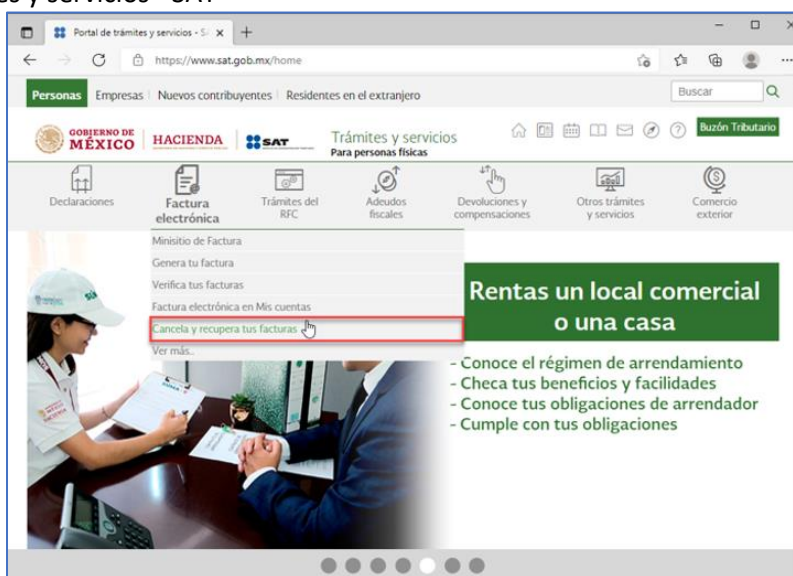 es y servicios - SAT
Portal de trámites y servicios - S
https://www.sat.gob.mx/home
Personas Empresas Nuevos contribuyentes Residentes en el extranjero Buscar
GOBIERNO DE MÉXICO
HACIENDA
SAT
Trámites y servicios
Para personas físicas
Buzón Tributario
Declaraciones
Factura electrónica
Trámites del RFC
Adeudos fiscales
Devoluciones y compensaciones
Otros trámites y servicios
Comercio exterior
Minisitio de Factura
Genera tu factura
Verifica tus facturas
Factura electrónica en Mis cuentas
Cancela y recupera tus facturas
Ver más..
Rentas un local comercial
o una casa
- Conoce el régimen de arrendamiento
- Checa tus beneficios y facilidades
- Conoce tus obligaciones de arrendador
- Cumple con tus obligaciones